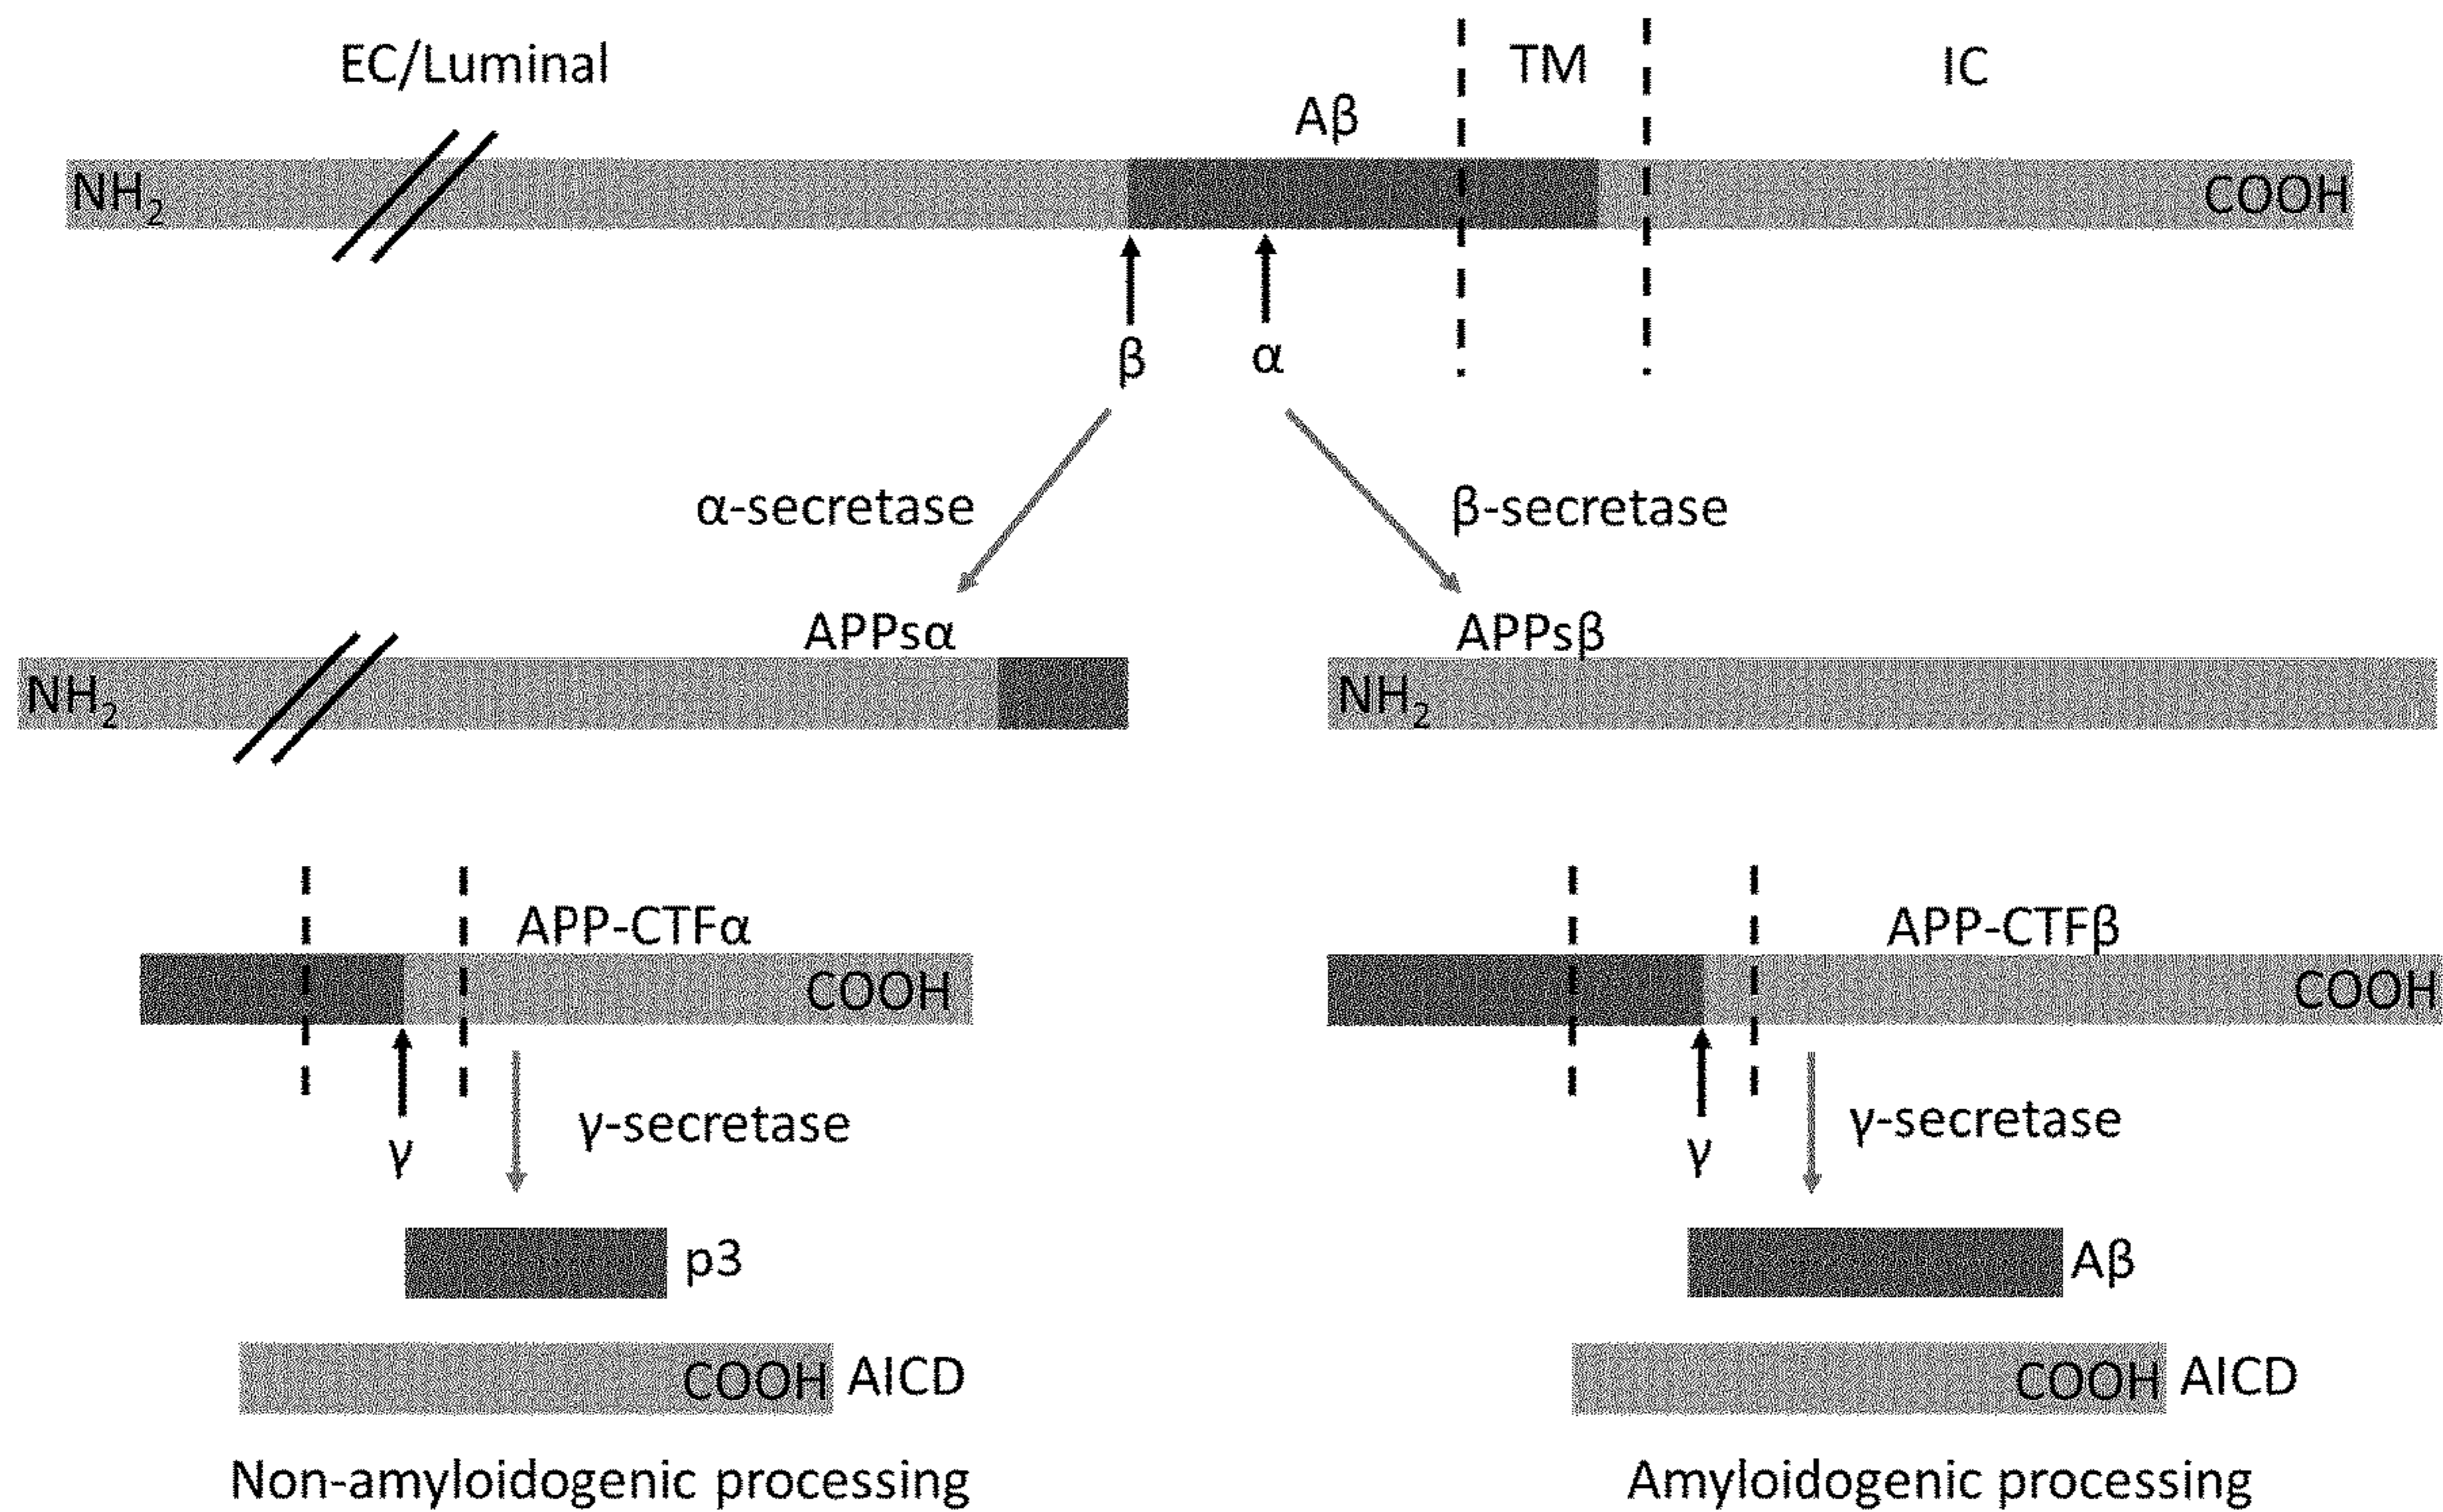 EC/Luminal
TM
IC
Aβ
NH₂
COOH
β
α
α-secretase
β-secretase
APPsα
APPsβ
NH₂
NH₂
APP-CTFα
APP-CTFβ
COOH
COOH
γ
γ-secretase
γ
γ-secretase
p3
Aβ
COOH AICD
COOH AICD
Non-amyloidogenic processing
Amyloidogenic processing